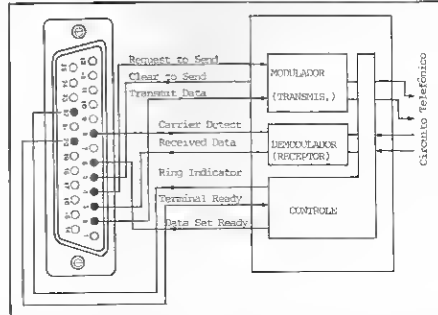 Request to Send
Clear to Send
Transmit Data
Carrier Detect
Received Data
Ring Indicator
Terminal Ready
Data Set Ready
MODULADOR
(TRANSMIS.)
DEMODULADOR
(RECEPTOR)
CONTROLE
Circuito Telefónico